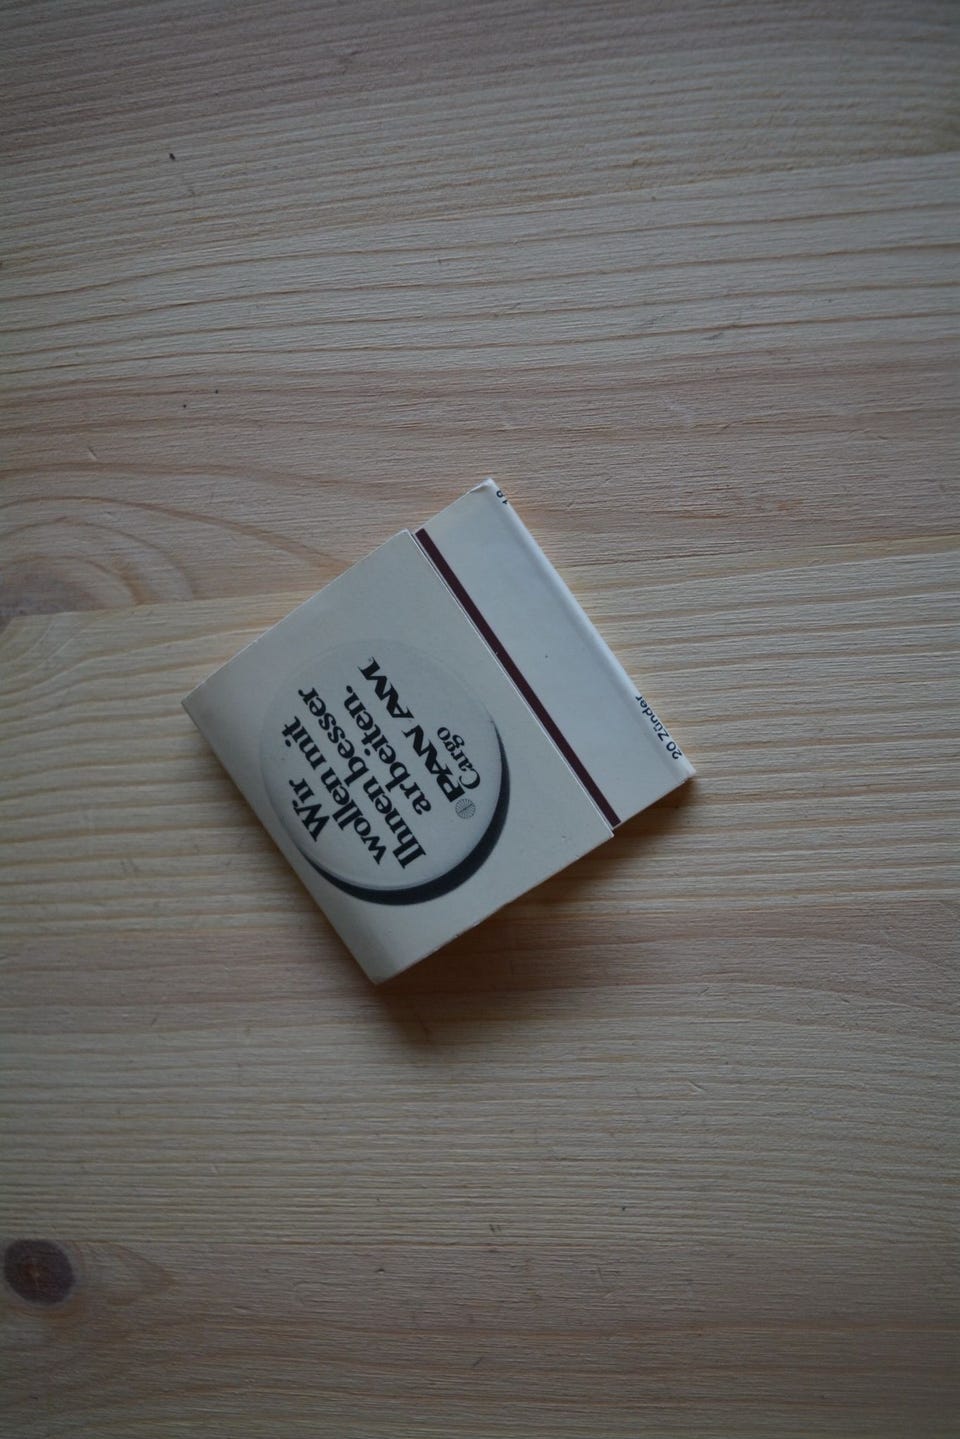 Wir
wollen mit
Ihnen besser
arbeiten.
PAN AM
Cargo
20 Zünder